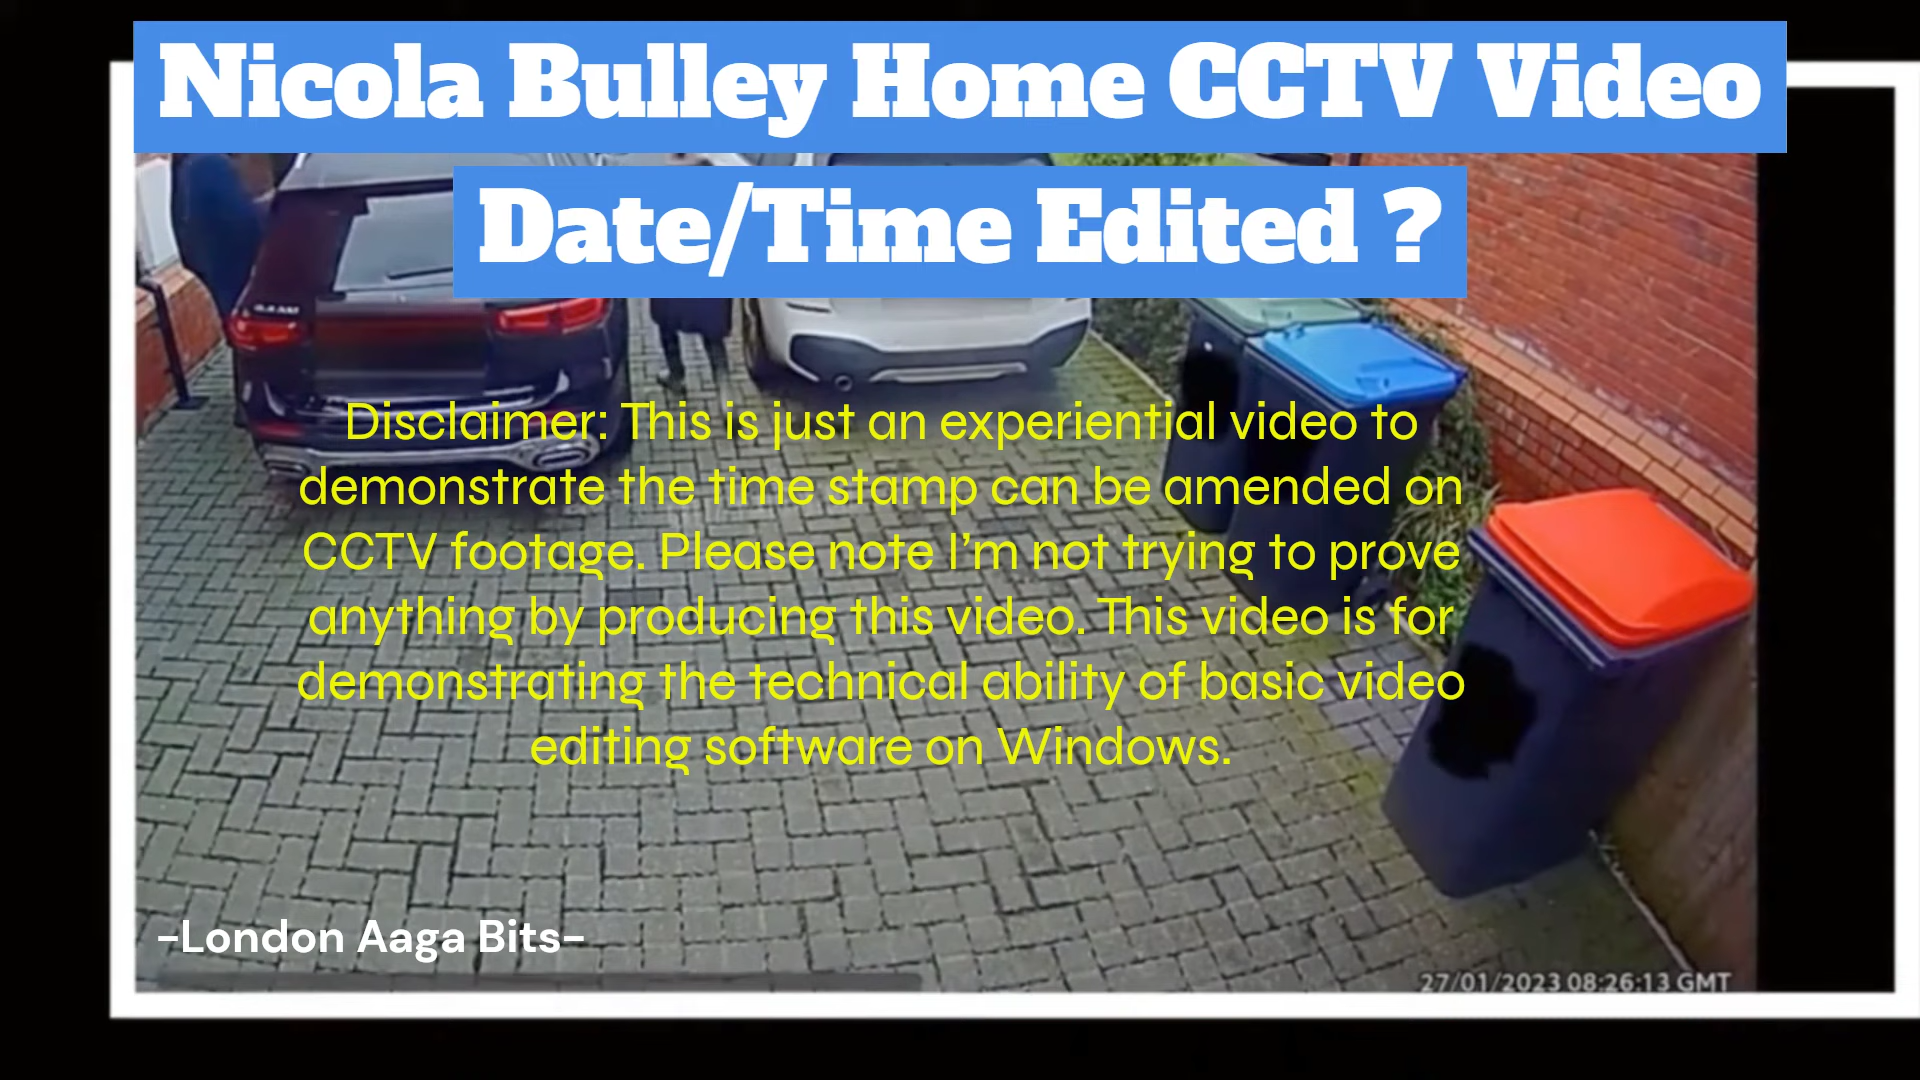 Nicola Bulley Home CCTV Video
Date/Time Edited ?
Disclaimer: This is just an experiential video to
demonstrate the time stamp can be amended on
CCTV footage. Please note I'm not trying to prove
anything by producing this video. This video is for
demonstrating the technical ability of basic video
editing software on Windows.
-London Aaga Bits-
27/01/2023 08:26:13 GMT